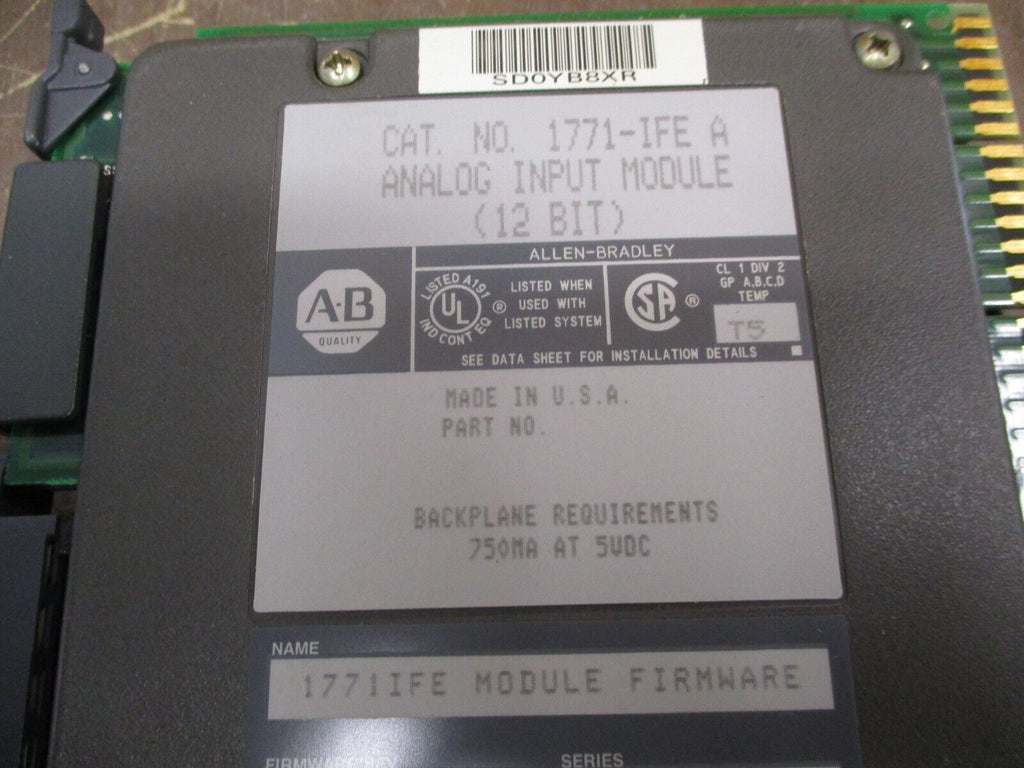 SD0YB8XR
CAT. NO. 1771-IFE A
ANALOG INPUT MODULE
(12 BIT)
ALLEN-BRADLEY
A·B
QUALITY
LISTED A191
UL ®
IND CONT EQ
LISTED WHEN
USED WITH
LISTED SYSTEM
SA ®
CL 1 DIV 2
GP A,B,C,D
TEMP
T5
SEE DATA SHEET FOR INSTALLATION DETAILS
MADE IN U.S.A.
PART NO.
BACKPLANE REQUIREMENTS
750MA AT 5VDC
NAME
1771IFE MODULE FIRMWARE
SERIES